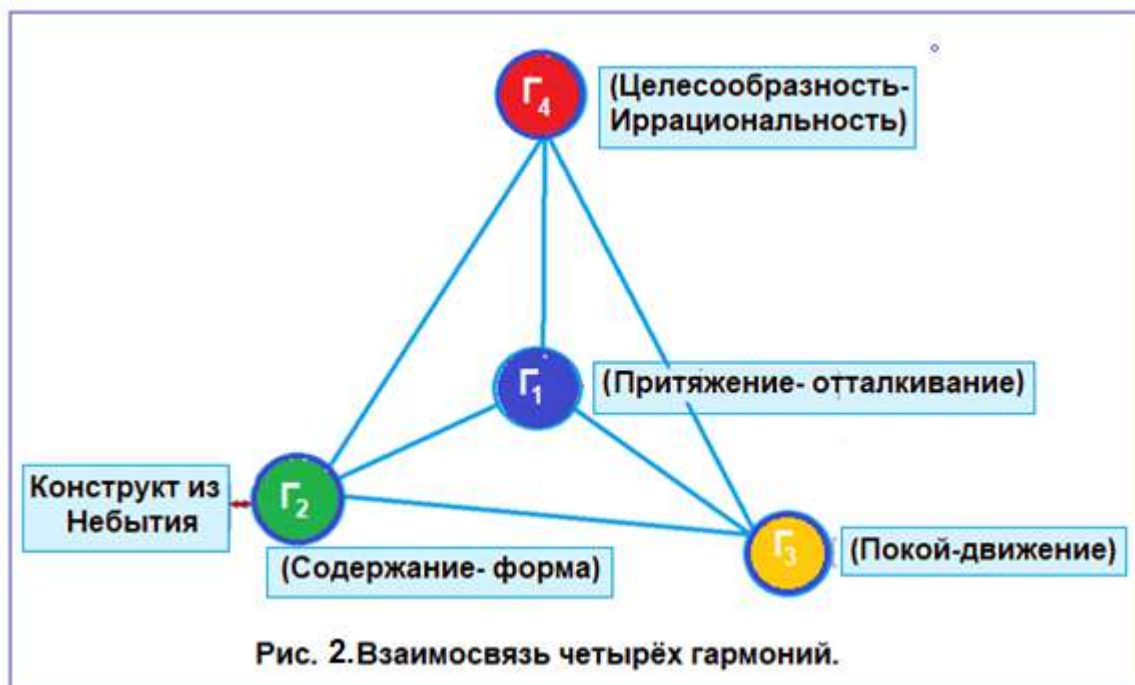 Г4
(Целесообразность-
Иррациональность)
Г1
(Притяжение- отталкивание)
Конструкт из
Небытия
Г2
(Содержание- форма)
Г3
(Покой-движение)
Рис. 2.Взаимосвязь четырёх гармоний.